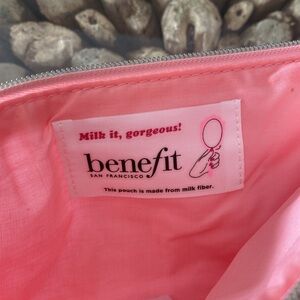 Milk it, gorgeous!
benefit
SAN FRANCISCO
This pouch is made from milk fiber.